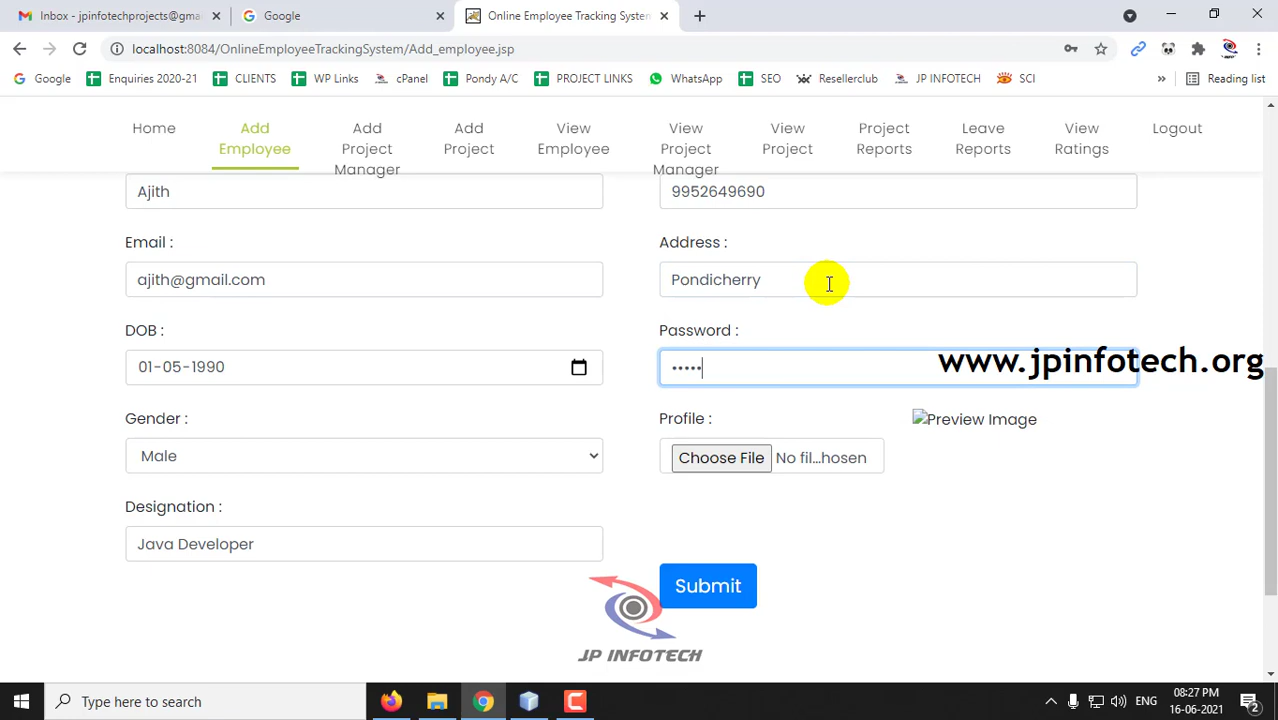 Inbox - jpinfotechprojects@gma
Google
Online Employee Tracking System
localhost:8084/OnlineEmployeeTrackingSystem/Add_employee.jsp
Google
Enquiries 2020-21
CLIENTS
WP Links
cPanel
Pondy A/C
PROJECT LINKS
WhatsApp
SEO
Resellerclub
JP INFOTECH
SCI
»
Reading list
Home
Add Employee
Add Project Manager
Add Project
View Employee
View Project Manager
View Project
Project Reports
Leave Reports
View Ratings
Logout
Ajith
9952649690
Email :
Address :
ajith@gmail.com
Pondicherry
DOB :
Password :
01-05-1990
•••••
www.jpinfotech.org
Gender :
Profile :
Preview Image
Male
Choose File No fil...hosen
Designation :
Java Developer
Submit
JP INFOTECH
Type here to search
ENG
08:27 PM
16-06-2021
2